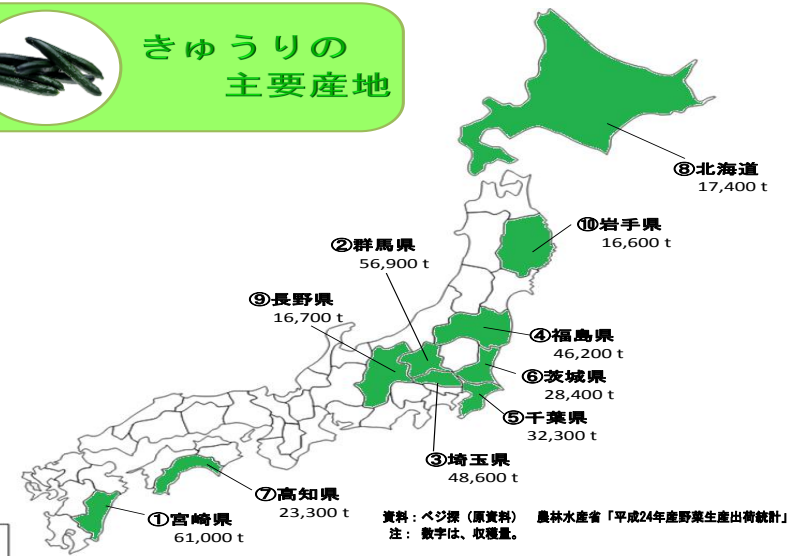 きゅうりの
主要産地
⑧北海道
17,400 t
⑩岩手県
16,600 t
②群馬県
56,900 t
⑨長野県
16,700 t
④福島県
46,200 t
⑥茨城県
28,400 t
⑤千葉県
32,300 t
③埼玉県
48,600 t
⑦高知県
23,300 t
①宮崎県
61,000 t
資料：ベジ探（原資料） 農林水産省「平成24年産野菜生産出荷統計」
注： 数字は、収穫量。